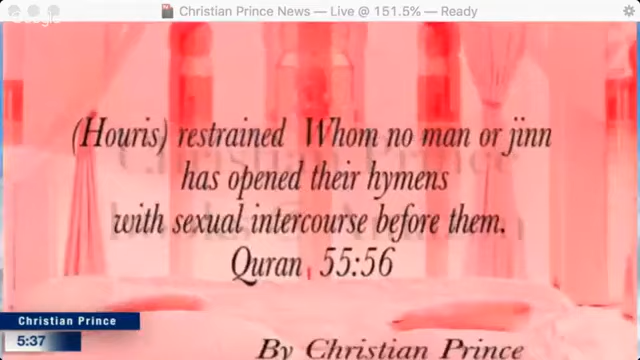 Christian Prince News — Live @ 151.5% — Ready
(Houris) restrained Whom no man or jinn
has opened their hymens
with sexual intercourse before them.
Quran 55:56
Christian Prince
5:37
By Christian Prince